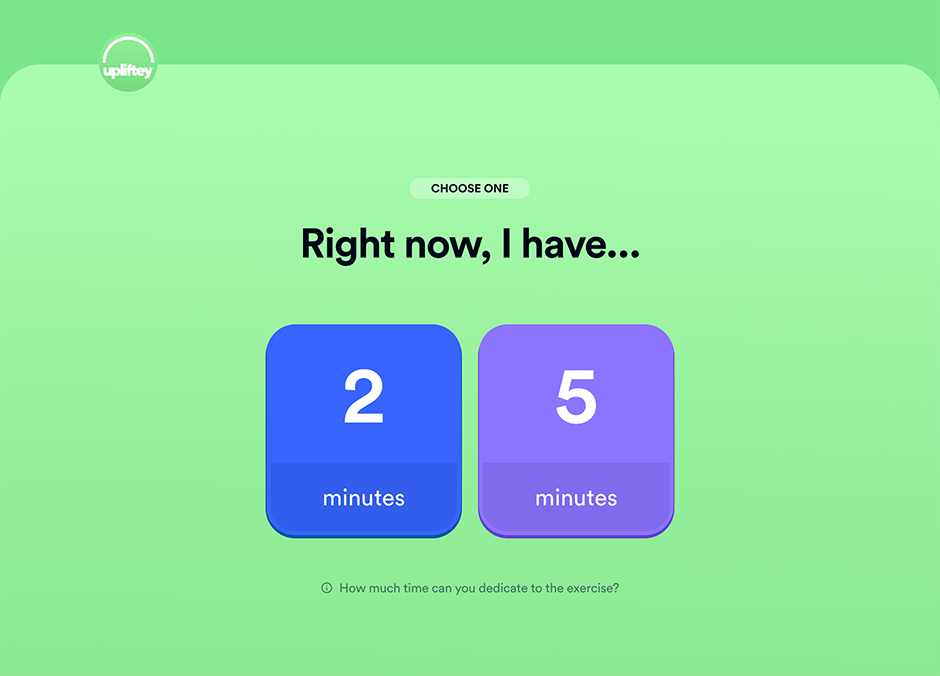 upliftey
CHOOSE ONE
Right now, I have...
2
minutes
5
minutes
How much time can you dedicate to the exercise?